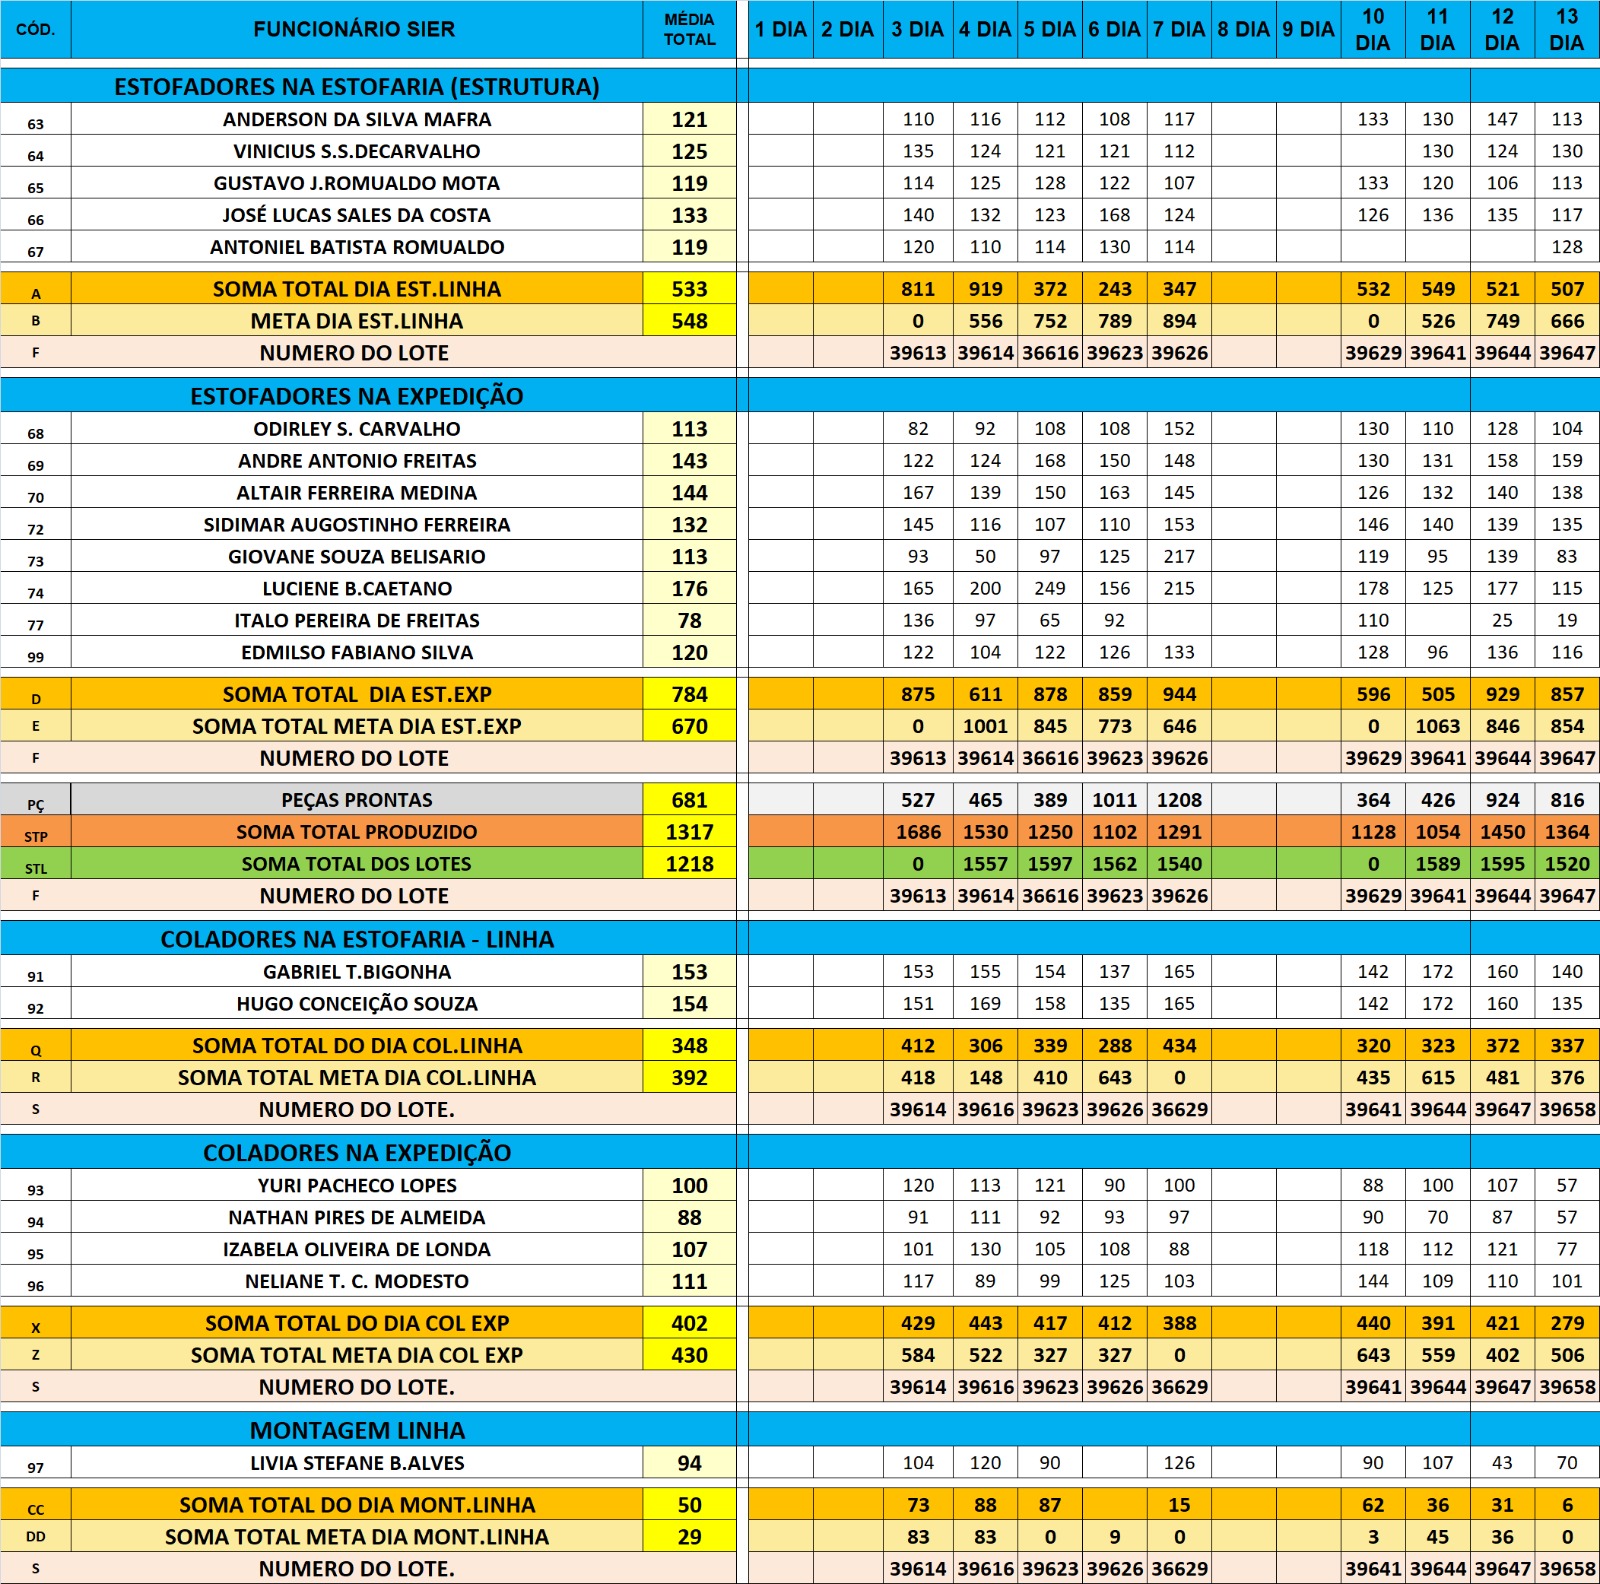 CÓD. FUNCIONÁRIO SIER MÉDIA TOTAL 1 DIA 2 DIA 3 DIA 4 DIA 5 DIA 6 DIA 7 DIA 8 DIA 9 DIA 10 DIA 11 DIA 12 DIA 13 DIA
ESTOFADORES NA ESTOFARIA (ESTRUTURA)
63 ANDERSON DA SILVA MAFRA 121 110 116 112 108 117 133 130 147 113
64 VINICIUS S.S.DECARVALHO 125 135 124 121 121 112 130 124 130
65 GUSTAVO J.ROMUALDO MOTA 119 114 125 128 122 107 133 120 106 113
66 JOSÉ LUCAS SALES DA COSTA 133 140 132 123 168 124 126 136 135 117
67 ANTONIEL BATISTA ROMUALDO 119 120 110 114 130 114 128
A SOMA TOTAL DIA EST.LINHA 533 811 919 372 243 347 532 549 521 507
B META DIA EST.LINHA 548 0 556 752 789 894 0 526 749 666
F NUMERO DO LOTE 39613 39614 36616 39623 39626 39629 39641 39644 39647
ESTOFADORES NA EXPEDIÇÃO
68 ODIRLEY S. CARVALHO 113 82 92 108 108 152 130 110 128 104
69 ANDRE ANTONIO FREITAS 143 122 124 168 150 148 130 131 158 159
70 ALTAIR FERREIRA MEDINA 144 167 139 150 163 145 126 132 140 138
72 SIDIMAR AUGOSTINHO FERREIRA 132 145 116 107 110 153 146 140 139 135
73 GIOVANE SOUZA BELISARIO 113 93 50 97 125 217 119 95 139 83
74 LUCIENE B.CAETANO 176 165 200 249 156 215 178 125 177 115
77 ITALO PEREIRA DE FREITAS 78 136 97 65 92 110 25 19
99 EDMILSO FABIANO SILVA 120 122 104 122 126 133 128 96 136 116
D SOMA TOTAL DIA EST.EXP 784 875 611 878 859 944 596 505 929 857
E SOMA TOTAL META DIA EST.EXP 670 0 1001 845 773 646 0 1063 846 854
F NUMERO DO LOTE 39613 39614 36616 39623 39626 39629 39641 39644 39647
PÇ PEÇAS PRONTAS 681 527 465 389 1011 1208 364 426 924 816
STP SOMA TOTAL PRODUZIDO 1317 1686 1530 1250 1102 1291 1128 1054 1450 1364
STL SOMA TOTAL DOS LOTES 1218 0 1557 1597 1562 1540 0 1589 1595 1520
F NUMERO DO LOTE 39613 39614 36616 39623 39626 39629 39641 39644 39647
COLADORES NA ESTOFARIA - LINHA
91 GABRIEL T.BIGONHA 153 153 155 154 137 165 142 172 160 140
92 HUGO CONCEIÇÃO SOUZA 154 151 169 158 135 165 142 172 160 135
Q SOMA TOTAL DO DIA COL.LINHA 348 412 306 339 288 434 320 323 372 337
R SOMA TOTAL META DIA COL.LINHA 392 418 148 410 643 0 435 615 481 376
S NUMERO DO LOTE. 39614 39616 39623 39626 36629 39641 39644 39647 39658
COLADORES NA EXPEDIÇÃO
93 YURI PACHECO LOPES 100 120 113 121 90 100 88 100 107 57
94 NATHAN PIRES DE ALMEIDA 88 91 111 92 93 97 90 70 87 57
95 IZABELA OLIVEIRA DE LONDA 107 101 130 105 108 88 118 112 121 77
96 NELIANE T. C. MODESTO 111 117 89 99 125 103 144 109 110 101
X SOMA TOTAL DO DIA COL EXP 402 429 443 417 412 388 440 391 421 279
Z SOMA TOTAL META DIA COL EXP 430 584 522 327 327 0 643 559 402 506
S NUMERO DO LOTE. 39614 39616 39623 39626 36629 39641 39644 39647 39658
MONTAGEM LINHA
97 LIVIA STEFANE B.ALVES 94 104 120 90 126 90 107 43 70
CC SOMA TOTAL DO DIA MONT.LINHA 50 73 88 87 15 62 36 31 6
DD SOMA TOTAL META DIA MONT.LINHA 29 83 83 0 9 0 3 45 36 0
S NUMERO DO LOTE. 39614 39616 39623 39626 36629 39641 39644 39647 39658